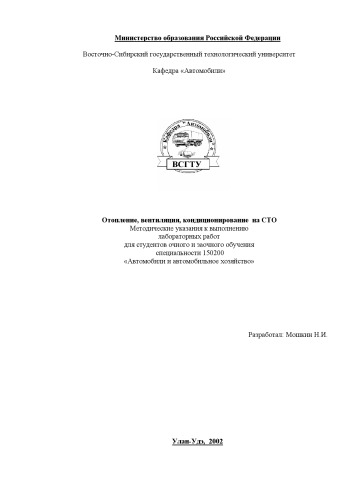 Министерство образования Российской Федерации
Восточно-Сибирский государственный технологический университет
Кафедра «Автомобили»
Кафедра "Автомобили"
ВСГТУ
Отопление, вентиляция, кондиционирование на СТО
Методические указания к выполнению
лабораторных работ
для студентов очного и заочного обучения
специальности 150200
«Автомобили и автомобильное хозяйство»
Разработал: Мошкин Н.И.
Улан-Удэ, 2002